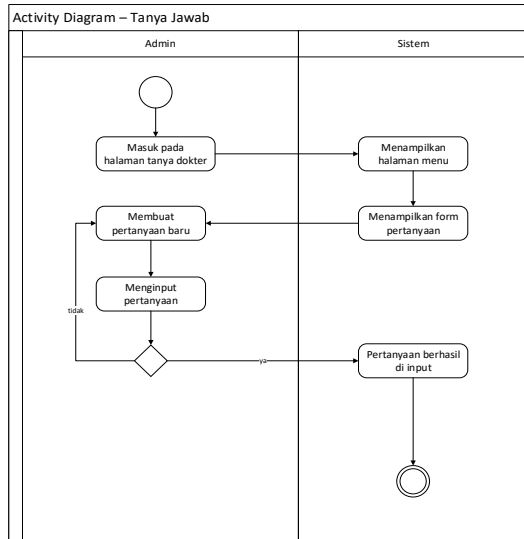 Activity Diagram – Tanya Jawab
Admin
Sistem
Masuk pada
halaman tanya dokter
Menampilkan
halaman menu
Membuat
pertanyaan baru
Menampilkan form
pertanyaan
Menginput
pertanyaan
tidak
ya
Pertanyaan berhasil
di input